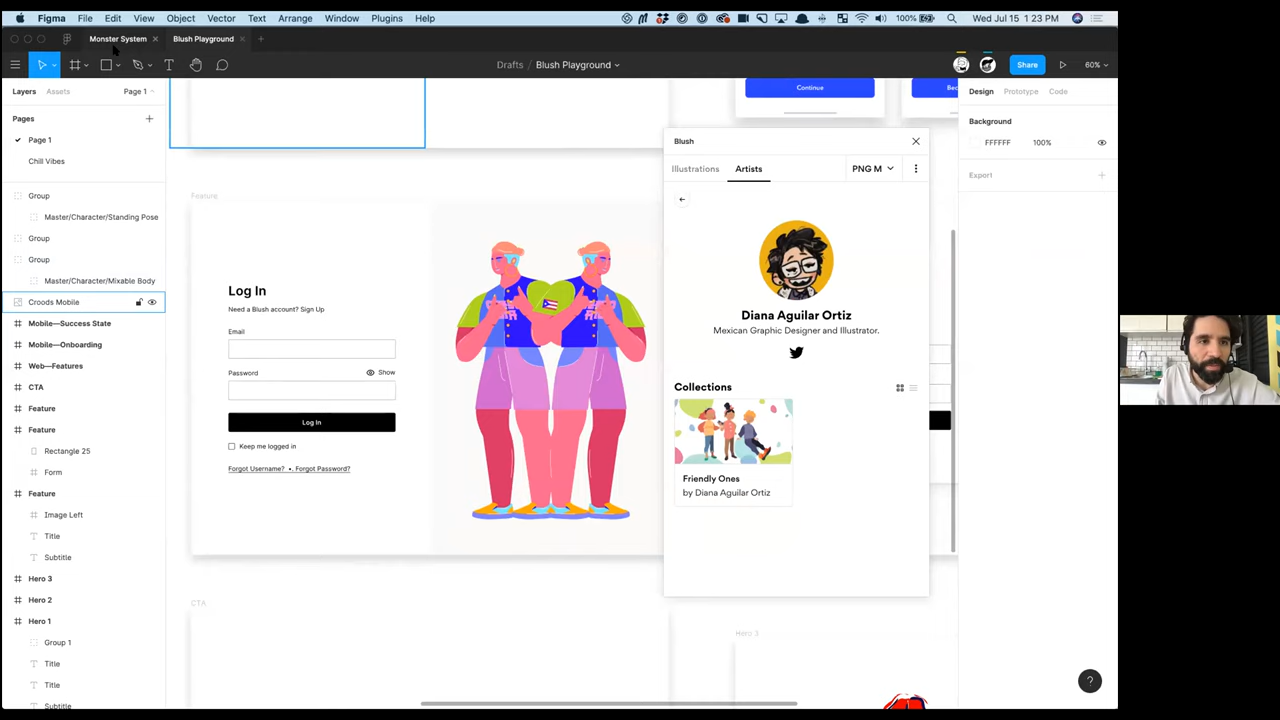 Figma File Edit View Object Vector Text Arrange Window Plugins Help 100% Wed Jul 15 1:23 PM
Monster System Blush Playground
Drafts / Blush Playground Share 60%
Layers Assets Page 1
Pages
Page 1
Chill Vibes
Group
Master/Character/Standing Pose
Group
Group
Master/Character/Mixable Body
Croods Mobile
Mobile—Success State
Mobile—Onboarding
Web—Features
CTA
Feature
Feature
Rectangle 25
Form
Feature
Image Left
Title
Subtitle
Hero 3
Hero 2
Hero 1
Group 1
Title
Title
Subtitle
Continue
Feature
Log In
Need a Blush account? Sign Up
Email
Password Show
Log In
Keep me logged in
Forgot Username? • Forgot Password?
CTA
Hero 3
Blush
Illustrations Artists PNG M
Diana Aguilar Ortiz
Mexican Graphic Designer and Illustrator.
Collections
Friendly Ones
by Diana Aguilar Ortiz
Design Prototype Code
Background
FFFFFF 100%
Export
?